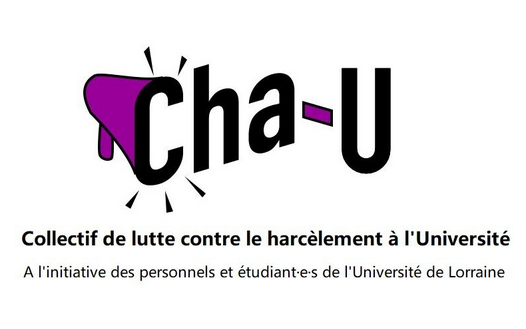 Cha-U
Collectif de lutte contre le harcèlement à l'Université
A l'initiative des personnels et étudiant·e·s de l'Université de Lorraine